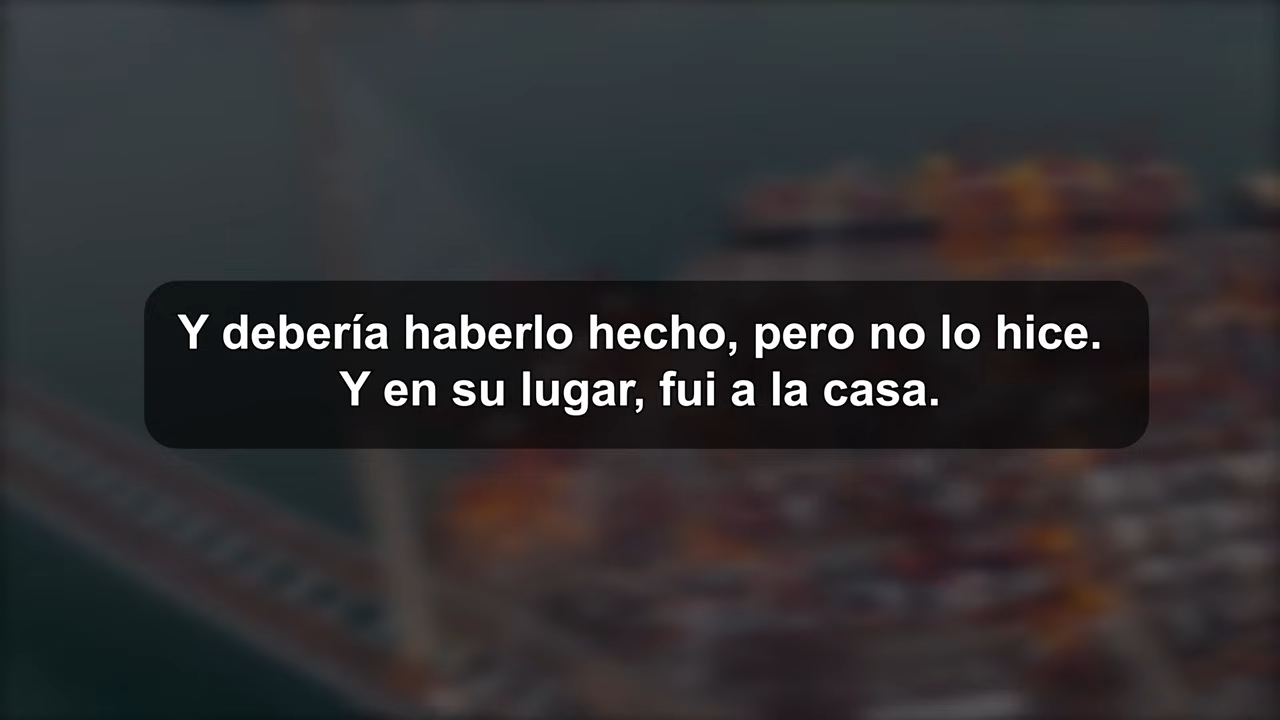 Y debería haberlo hecho, pero no lo hice.
Y en su lugar, fui a la casa.